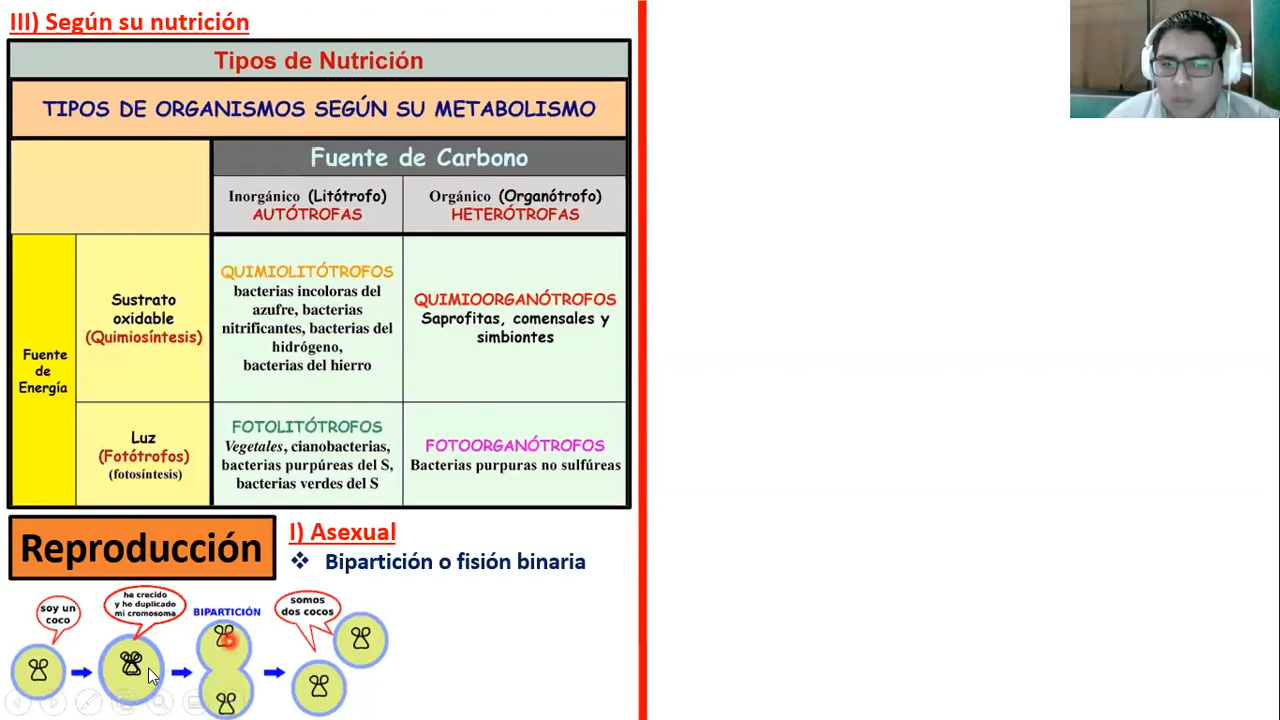 III) Según su nutrición
Tipos de Nutrición
TIPOS DE ORGANISMOS SEGÚN SU METABOLISMO
Fuente de Carbono
Inorgánico (Litótrofo)
AUTÓTROFAS
Orgánico (Organótrofo)
HETERÓTROFAS
Fuente
de
Energía
Sustrato
oxidable
(Quimiosíntesis)
QUIMIOLITÓTROFOS
bacterias incoloras del
azufre, bacterias
nitrificantes, bacterias del
hidrógeno,
bacterias del hierro
QUIMIOORGANÓTROFOS
Saprofitas, comensales y
simbiontes
Luz
(Fotótrofos)
(fotosíntesis)
FOTOLITÓTROFOS
Vegetales, cianobacterias,
bacterias purpúreas del S,
bacterias verdes del S
FOTOORGANÓTROFOS
Bacterias purpuras no sulfúreas
Reproducción
I) Asexual
❖ Bipartición o fisión binaria
soy un
coco
he crecido
y he duplicado
mi cromosoma
BIPARTICIÓN
somos
dos cocos